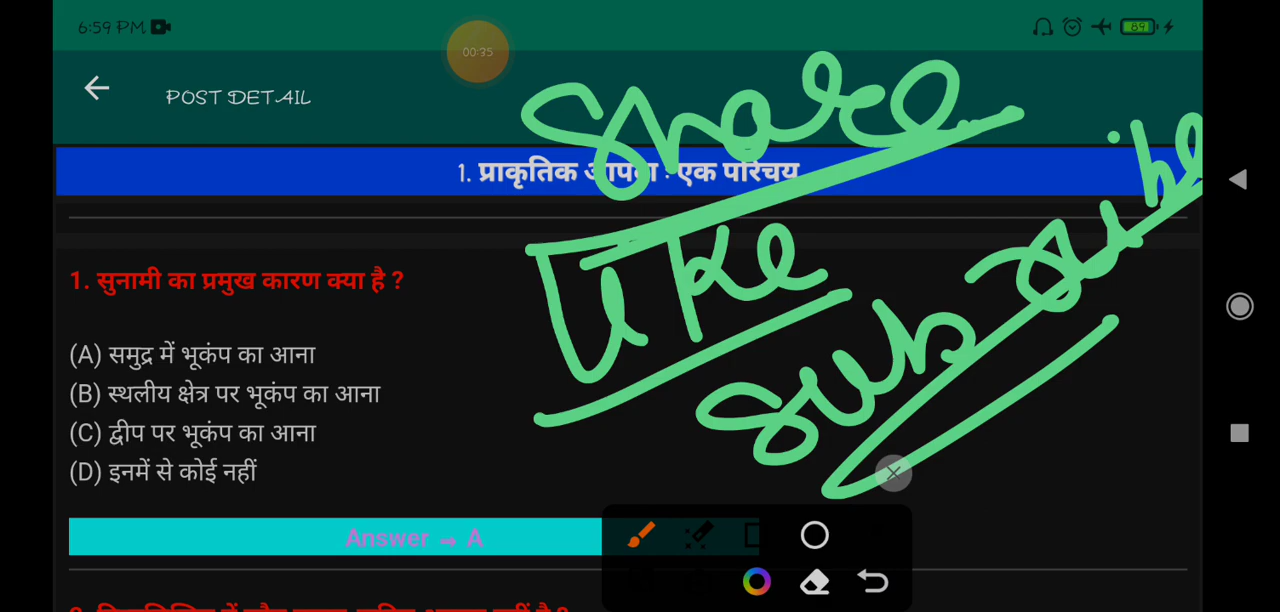 6:59 PM
89
00:35
POST DETAIL
Share
1. प्राकृतिक आपदा : एक परिचय
Like
Subscribe
1. सुनामी का प्रमुख कारण क्या है ?
(A) समुद्र में भूकंप का आना
(B) स्थलीय क्षेत्र पर भूकंप का आना
(C) द्वीप पर भूकंप का आना
(D) इनमें से कोई नहीं
Answer ⇒ A